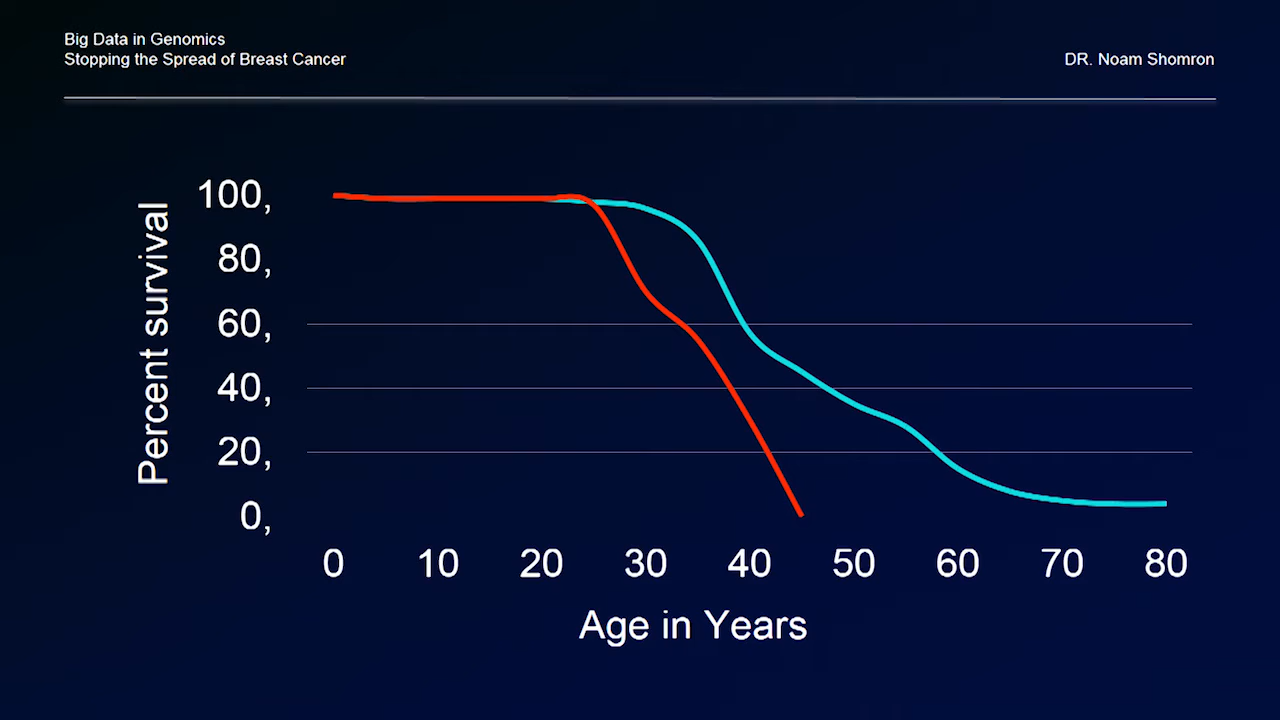 Big Data in Genomics
Stopping the Spread of Breast Cancer
DR. Noam Shomron
Percent survival
100,
80,
60,
40,
20,
0,
0 10 20 30 40 50 60 70 80
Age in Years